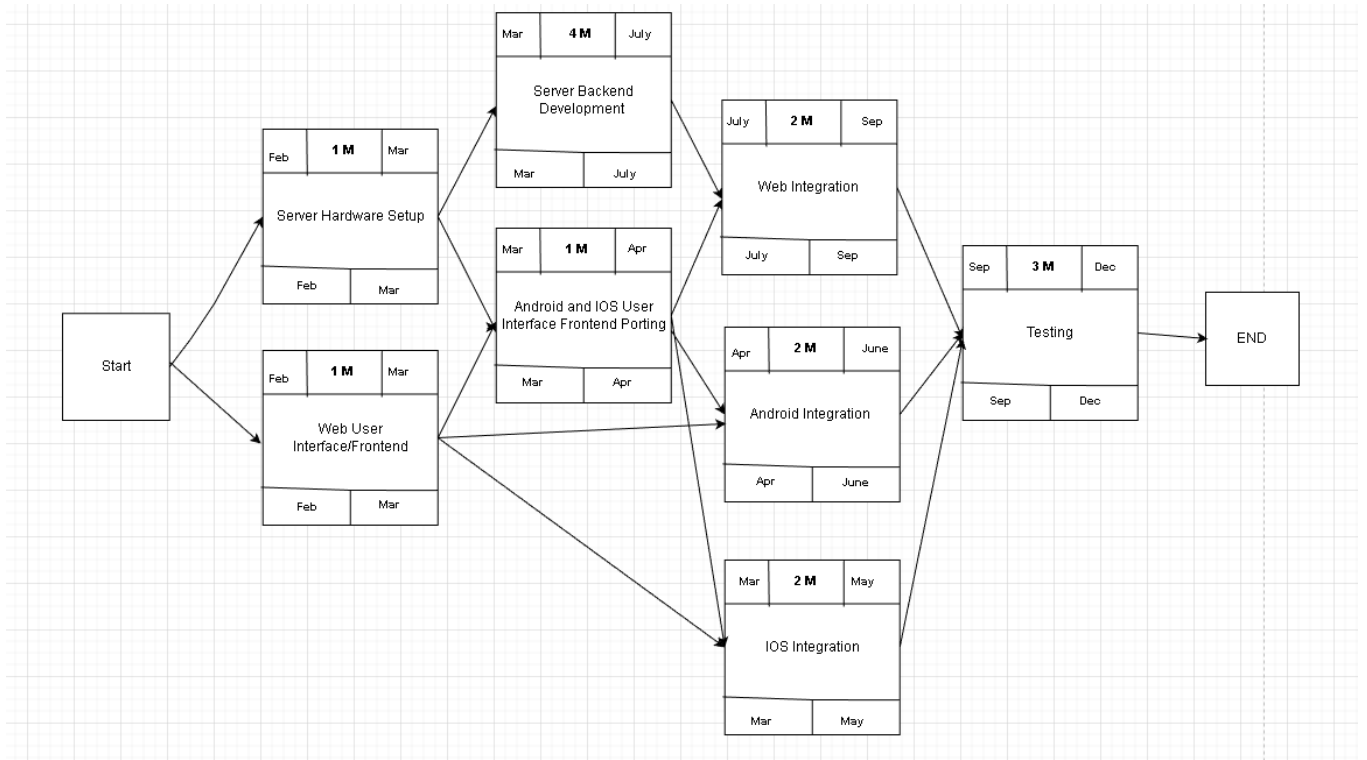 Start
Feb
1 M
Mar
Server Hardware Setup
Feb
Mar
Feb
1 M
Mar
Web User
Interface/Frontend
Feb
Mar
Mar
4 M
July
Server Backend
Development
Mar
July
Mar
1 M
Apr
Android and IOS User
Interface Frontend Porting
Mar
Apr
July
2 M
Sep
Web Integration
July
Sep
Apr
2 M
June
Android Integration
Apr
June
Mar
2 M
May
IOS Integration
Mar
May
Sep
3 M
Dec
Testing
Sep
Dec
END